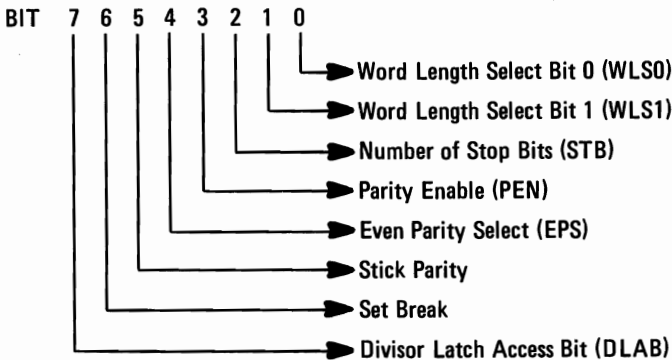 BIT 7 6 5 4 3 2 1 0
Word Length Select Bit 0 (WLS0)
Word Length Select Bit 1 (WLS1)
Number of Stop Bits (STB)
Parity Enable (PEN)
Even Parity Select (EPS)
Stick Parity
Set Break
Divisor Latch Access Bit (DLAB)